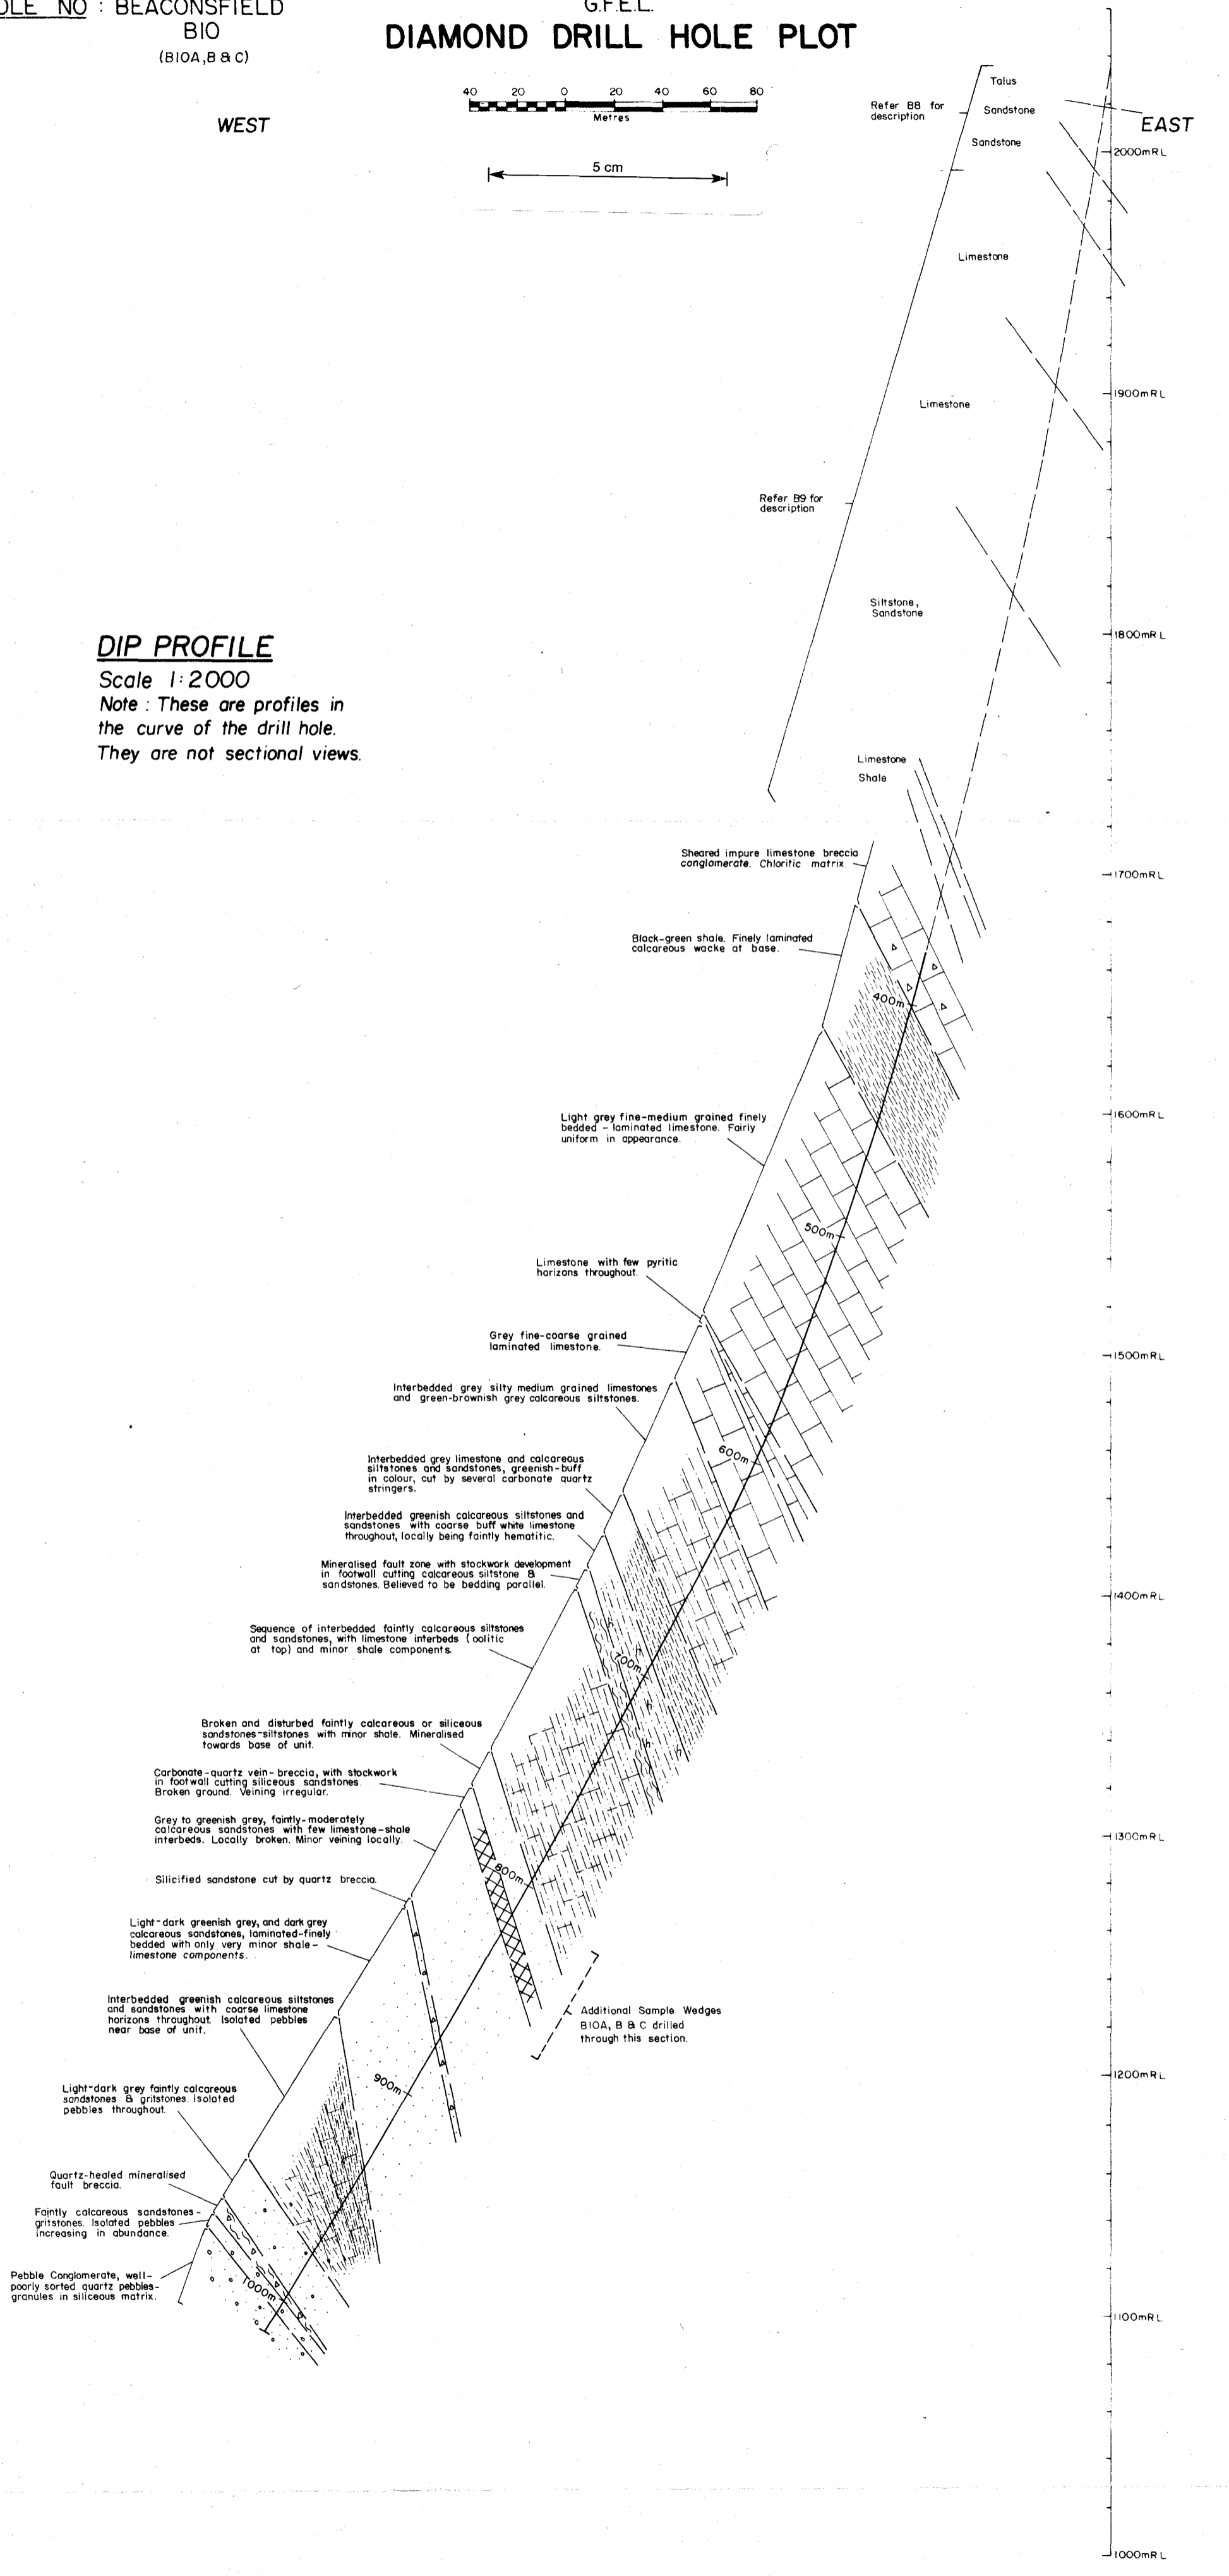 OLE NO : BEACONSFIELD
B10
(B10A,B & C)
G.F.E.L.
DIAMOND DRILL HOLE PLOT
40 20 0 20 40 60 80
Metres
5 cm
WEST
EAST
Talus
Refer B8 for
description
Sandstone
Sandstone
2000mRL
Limestone
1900mRL
Limestone
Refer B9 for
description
Siltstone,
Sandstone
1800mRL
DIP PROFILE
Scale 1:2000
Note : These are profiles in
the curve of the drill hole.
They are not sectional views.
Limestone
Shale
Sheared impure limestone breccia
conglomerate. Chloritic matrix
1700mRL
Black-green shale. Finely laminated
calcareous wacke at base.
400m
1600mRL
Light grey fine-medium grained finely
bedded - laminated limestone. Fairly
uniform in appearance.
500m
Limestone with few pyritic
horizons throughout.
Grey fine-coarse grained
laminated limestone.
1500mRL
Interbedded grey silty medium grained limestones
and green-brownish grey calcareous siltstones.
600m
Interbedded grey limestone and calcareous
siltstones and sandstones, greenish-buff
in colour, cut by several carbonate quartz
stringers.
Interbedded greenish calcareous siltstones and
sandstones with coarse buff white limestone
throughout, locally being faintly hematitic.
Mineralised fault zone with stockwork development
in footwall cutting calcareous siltstone &
sandstones. Believed to be bedding parallel.
1400mRL
Sequence of interbedded faintly calcareous siltstones
and sandstones, with limestone interbeds (oolitic
at top) and minor shale components.
h
h
700m
h
h
h
Broken and disturbed faintly calcareous or siliceous
sandstones-siltstones with minor shale. Mineralised
towards base of unit.
Carbonate-quartz vein-breccia, with stockwork
in footwall cutting siliceous sandstones.
Broken ground. Veining irregular.
Grey to greenish grey, faintly-moderately
calcareous sandstones with few limestone-shale
interbeds. Locally broken. Minor veining locally.
1300mRL
800m
Silicified sandstone cut by quartz breccia.
Light-dark greenish grey, and dark grey
calcareous sandstones, laminated-finely
bedded with only very minor shale-
limestone components.
Additional Sample Wedges
B10A, B & C drilled
through this section.
Interbedded greenish calcareous siltstones
and sandstones with coarse limestone
horizons throughout. Isolated pebbles
near base of unit.
900m
1200mRL
Light-dark grey faintly calcareous
sandstones & gritstones. Isolated
pebbles throughout.
Quartz-healed mineralised
fault breccia.
Faintly calcareous sandstones-
gritstones. Isolated pebbles
increasing in abundance.
Pebble Conglomerate, well-
poorly sorted quartz pebbles-
granules in siliceous matrix.
1000m
1100mRL
1000mRL